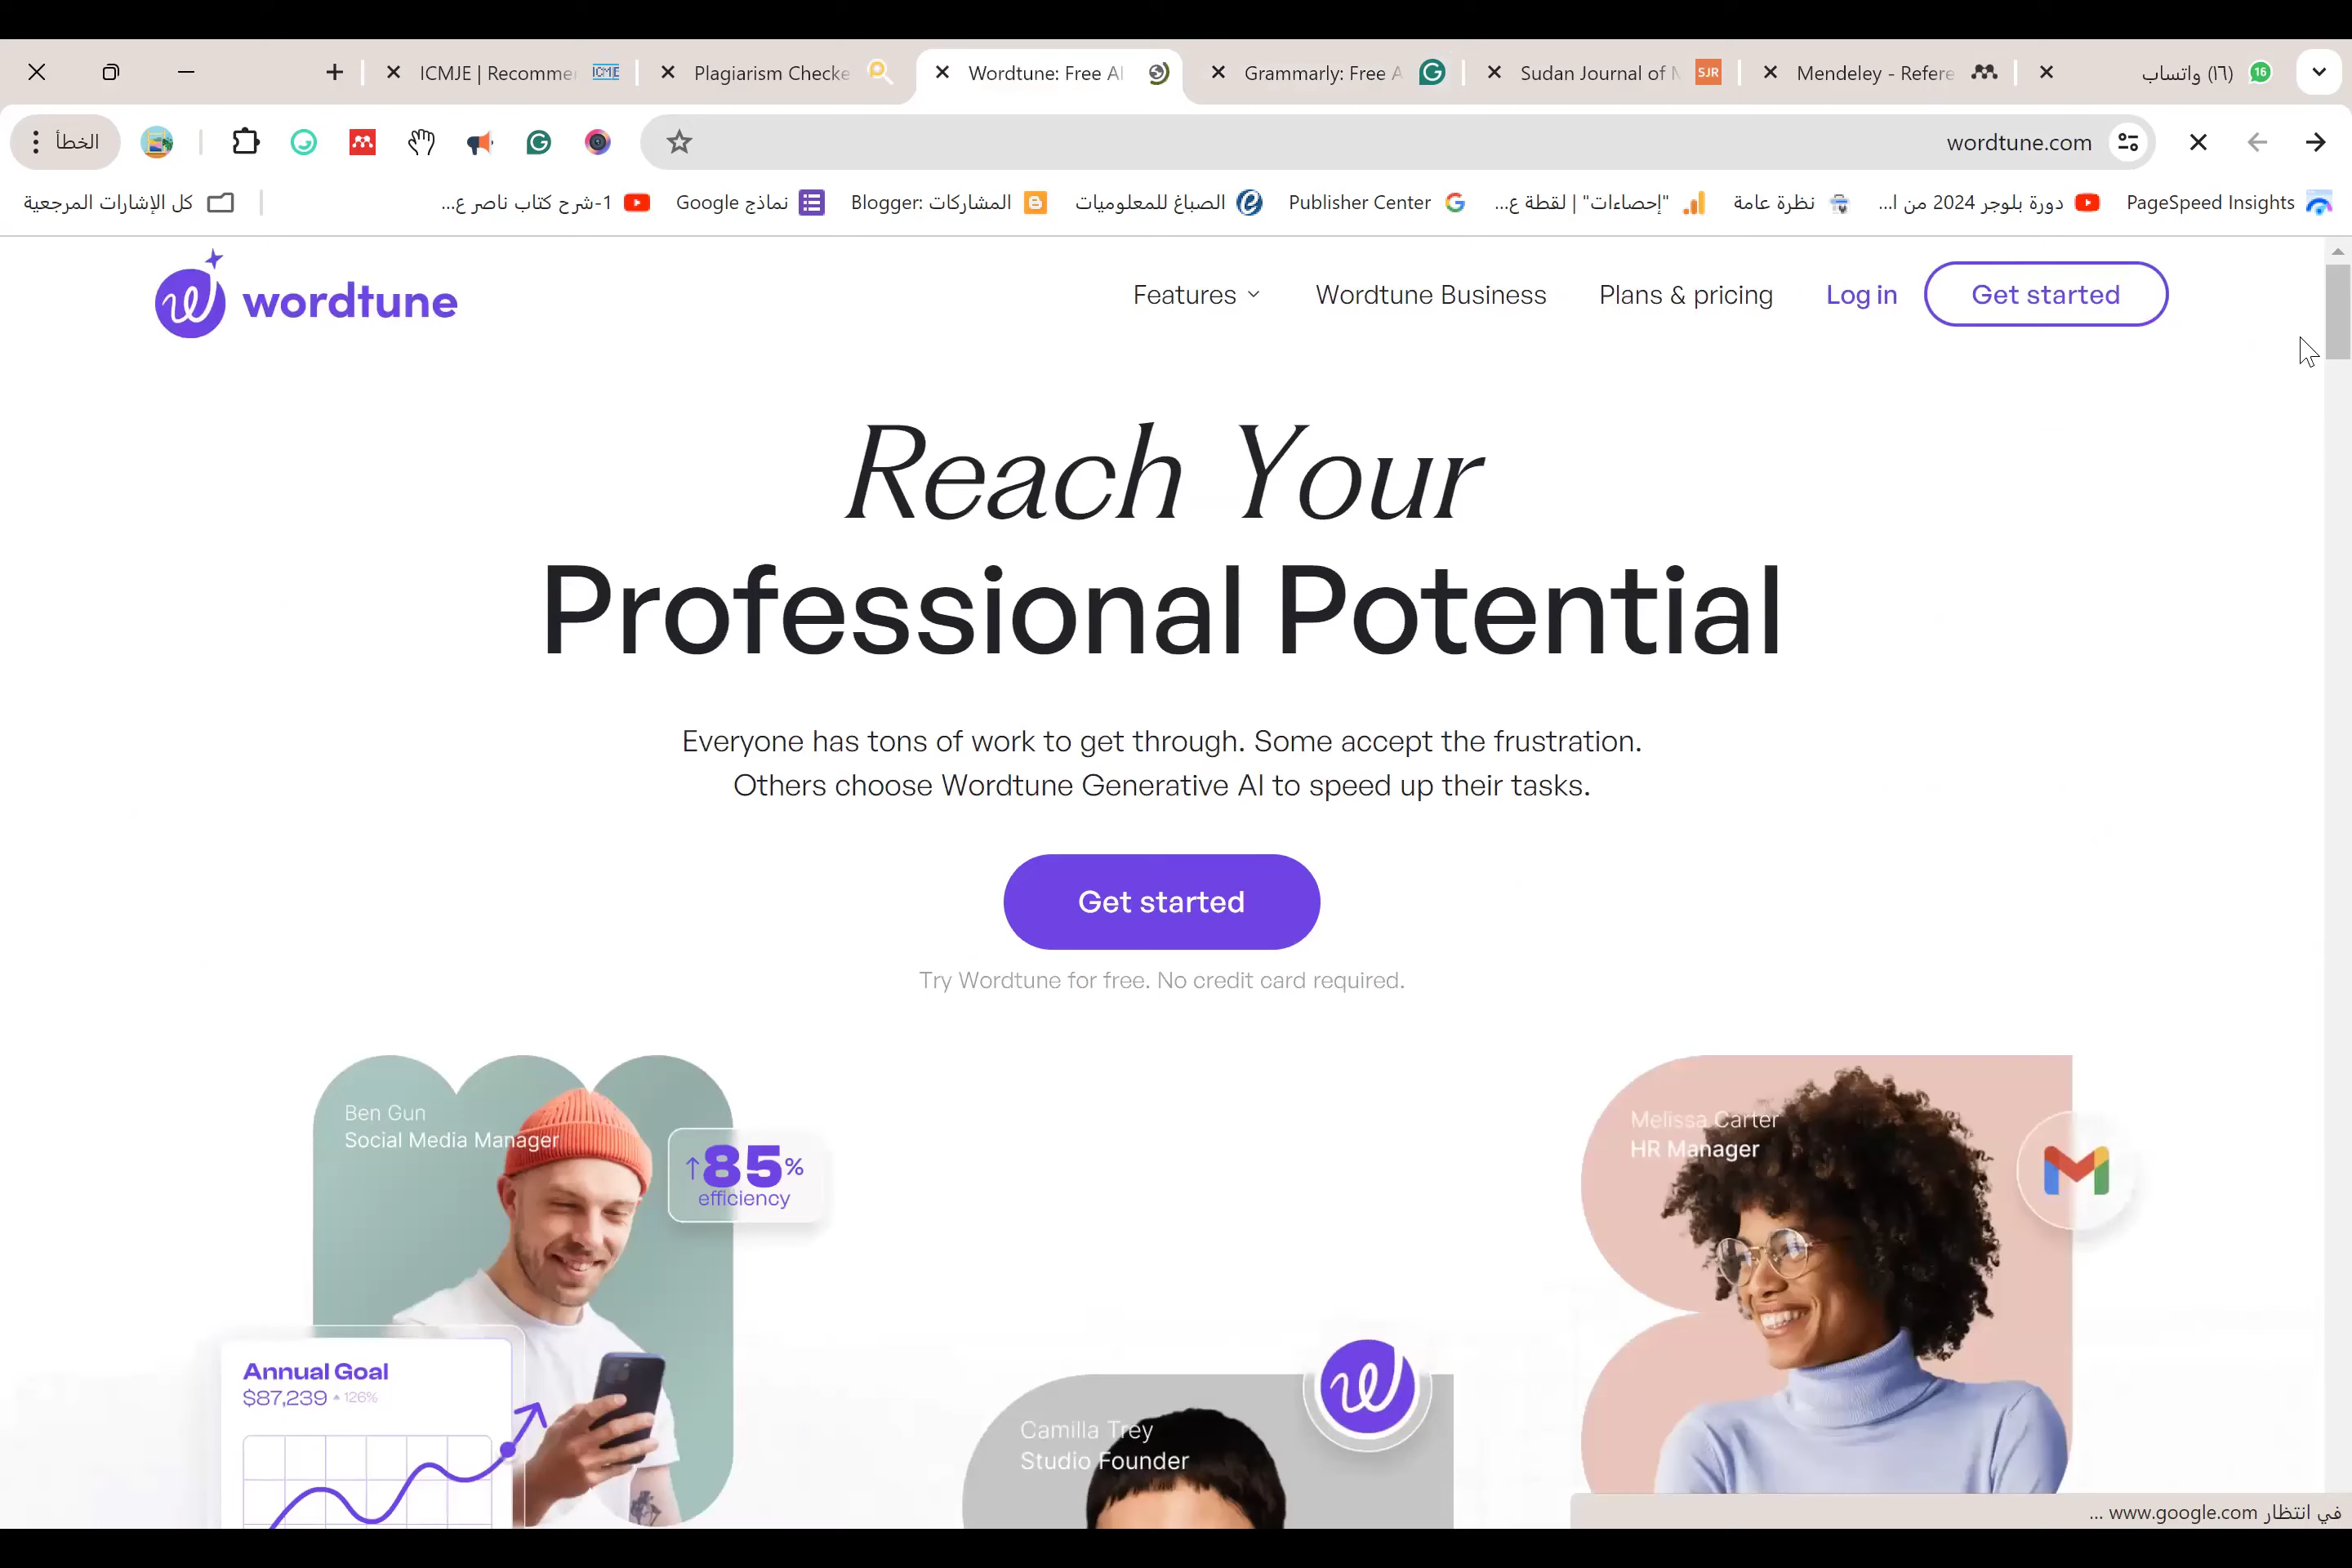 ICMJE | Recomme
ICMJE
Plagiarism Checke
Wordtune: Free AI
Grammarly: Free A
Sudan Journal of M
SJR
Mendeley - Refere
(١٦) واتساب
16
الخطأ
wordtune.com
PageSpeed Insights
دورة بلوجر 2024 من ا...
نظرة عامة
"إحصاءات" | لقطة ع...
Publisher Center
الصباغ للمعلوميات
Blogger: المشاركات
نماذج Google
1-شرح كتاب ناصر ع...
كل الإشارات المرجعية
wordtune
Features
Wordtune Business
Plans & pricing
Log in
Get started
Reach Your
Professional Potential
Everyone has tons of work to get through. Some accept the frustration.
Others choose Wordtune Generative AI to speed up their tasks.
Get started
Try Wordtune for free. No credit card required.
Ben Gun
Social Media Manager
↑85%
efficiency
Melissa Carter
HR Manager
Annual Goal
$87,239 126%
Camilla Trey
Studio Founder
في انتظار www.google.com ...